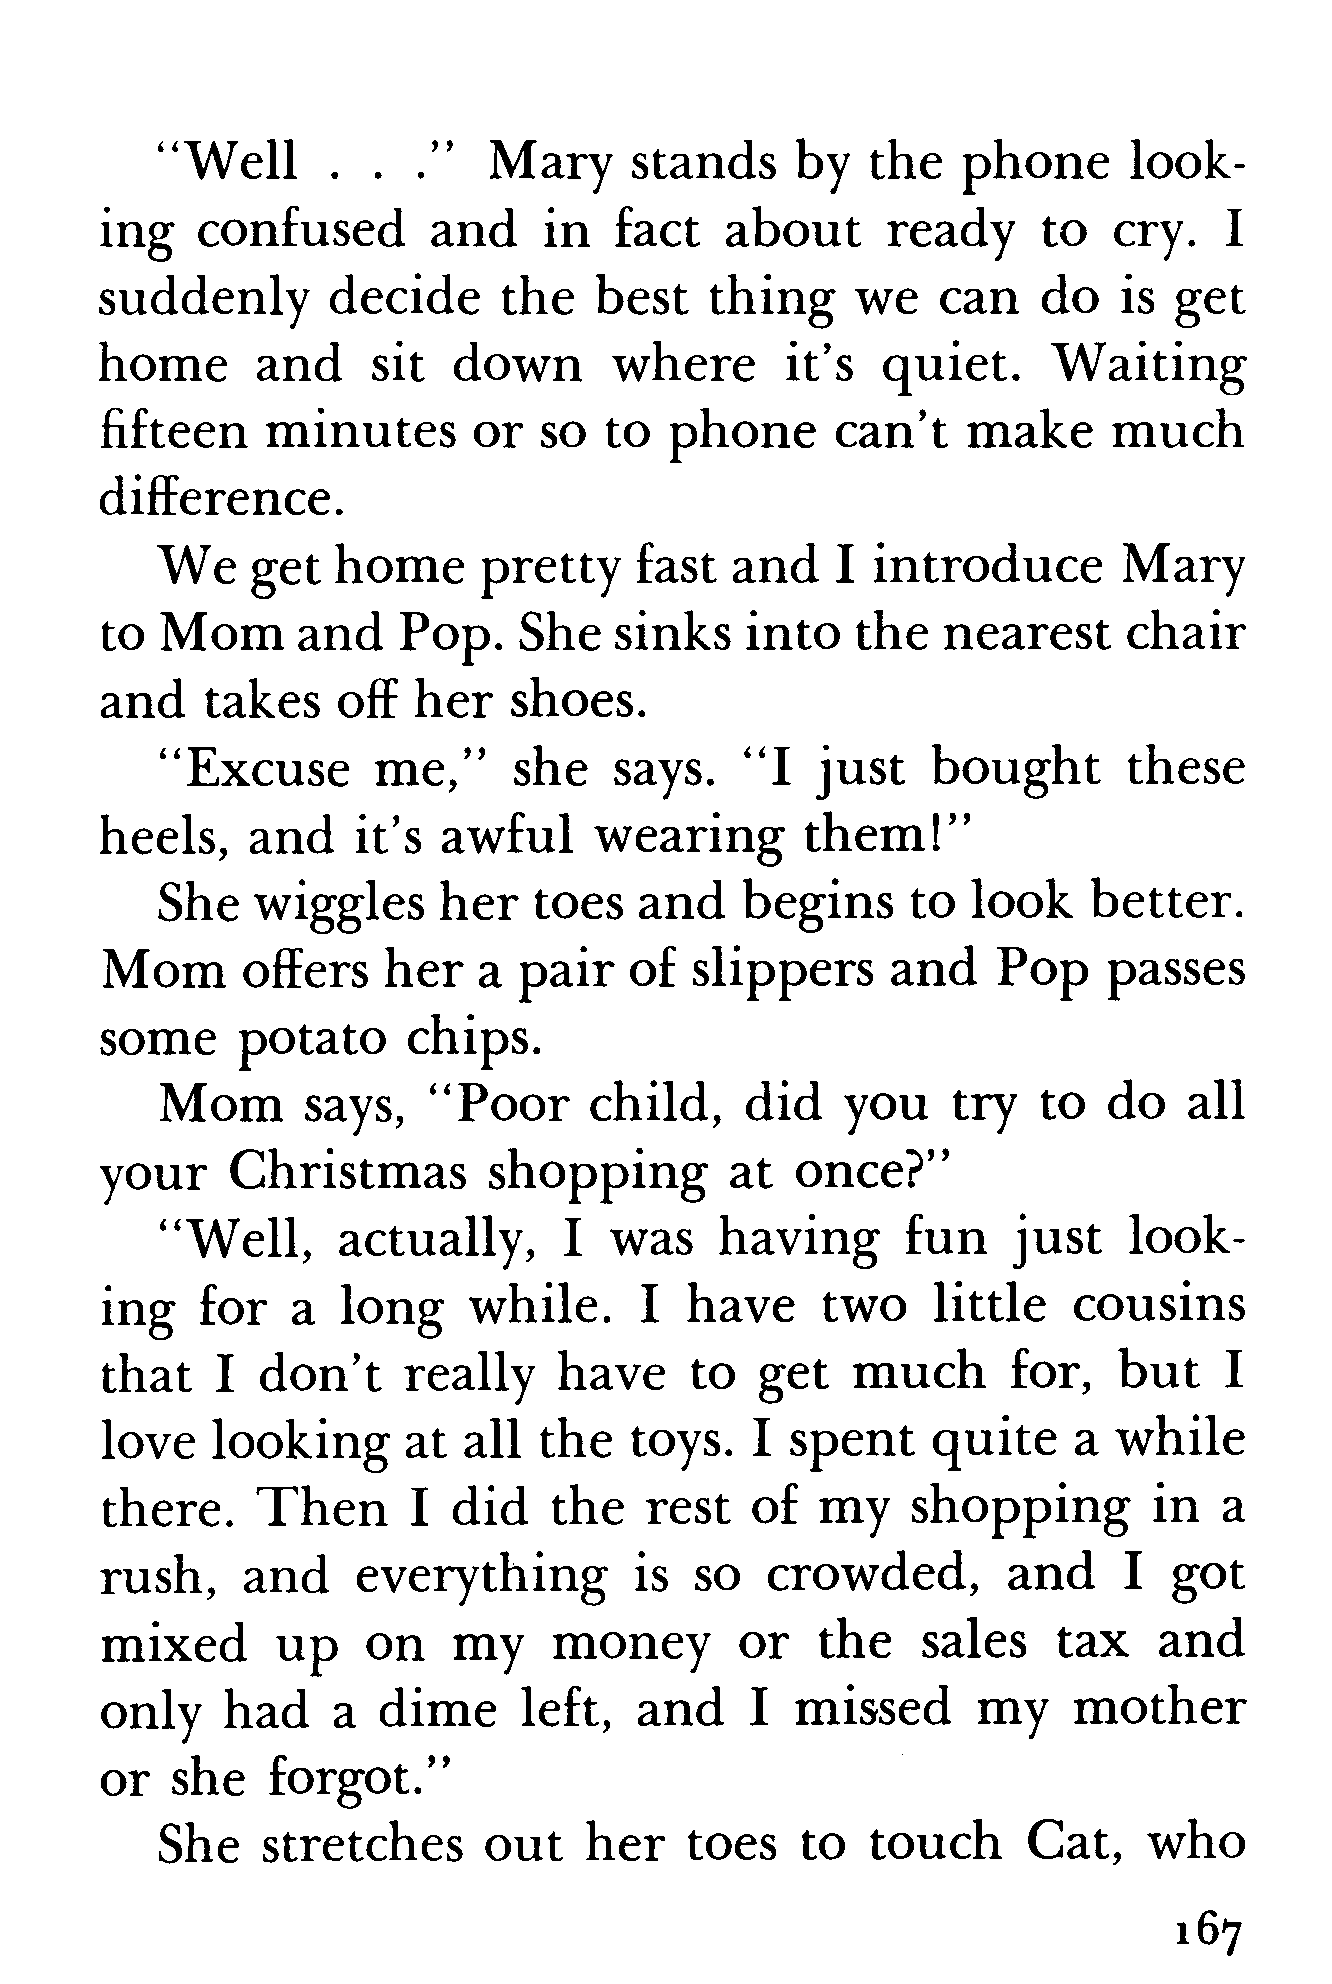 “Well . . .” Mary stands by the phone look-
ing confused and in fact about ready to cry. I
suddenly decide the best thing we can do is get
home and sit down where it’s quiet. Waiting
fifteen minutes or so to phone can’t make much
difference.
We get home pretty fast and I introduce Mary
to Mom and Pop. She sinks into the nearest chair
and takes off her shoes.
“Excuse me,” she says. “I just bought these
heels, and it’s awful wearing them!”
She wiggles her toes and begins to look better.
Mom offers her a pair of slippers and Pop passes
some potato chips.
Mom says, “Poor child, did you try to do all
your Christmas shopping at once?”
“Well, actually, I was having fun just look-
ing for a long while. I have two little cousins
that I don’t really have to get much for, but I
love looking at all the toys. I spent quite a while
there. Then I did the rest of my shopping in a
rush, and everything is so crowded, and I got
mixed up on my money or the sales tax and
only had a dime left, and I missed my mother
or she forgot.”
She stretches out her toes to touch Cat, who
167